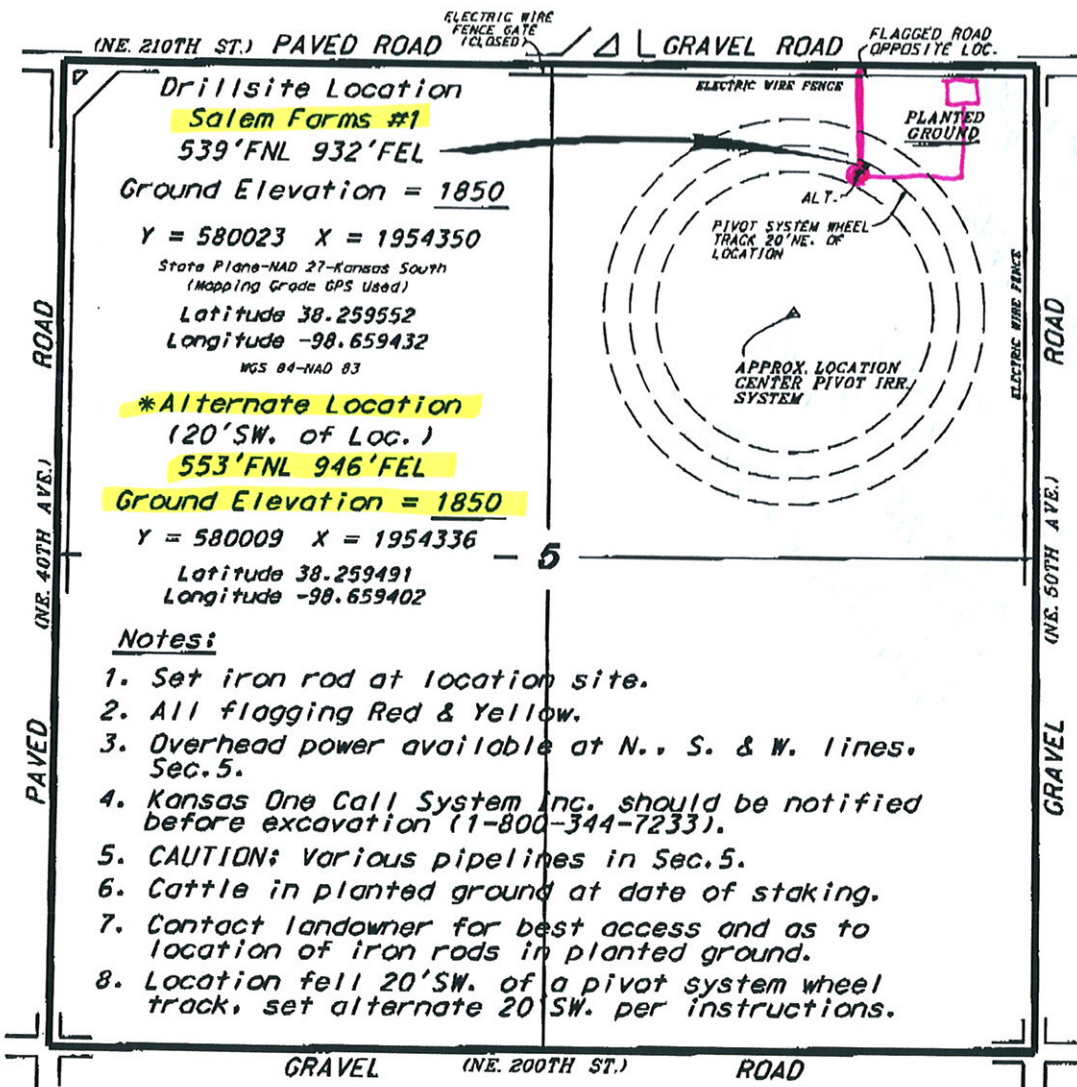 ELECTRIC WIRE
FENCE GATE
(CLOSED)
(NE. 210TH ST.) PAVED ROAD
GRAVEL ROAD
FLAGGED ROAD
OPPOSITE LOC.
Drillsite Location
Salem Farms #1
539'FNL 932'FEL
Ground Elevation = 1850
Y = 580023 X = 1954350
State Plane-NAD 27-Kansas South
(Mapping Grade GPS Used)
Latitude 38.259552
Longitude -98.659432
WGS 84-NAD 83
*Alternate Location
(20'SW. of Loc.)
553'FNL 946'FEL
Ground Elevation = 1850
Y = 580009 X = 1954336
Latitude 38.259491
Longitude -98.659402
ELECTRIC WIRE FENCE
PLANTED
GROUND
ALT.
PIVOT SYSTEM WHEEL
TRACK 20'NE. OF
LOCATION
APPROX. LOCATION
CENTER PIVOT IRR.
SYSTEM
ELECTRIC WIRE FENCE
5
Notes:
1. Set iron rod at location site.
2. All flagging Red & Yellow.
3. Overhead power available at N., S. & W. lines.
Sec.5.
4. Kansas One Call System Inc. should be notified
before excavation (1-800-344-7233).
5. CAUTION: Various pipelines in Sec.5.
6. Cattle in planted ground at date of staking.
7. Contact landowner for best access and as to
location of iron rods in planted ground.
8. Location fell 20'SW. of a pivot system wheel
track, set alternate 20'SW. per instructions.
PAVED (NE. 40TH AVE.) ROAD
GRAVEL (NE. 50TH AVE.) ROAD
GRAVEL (NE. 200TH ST.) ROAD